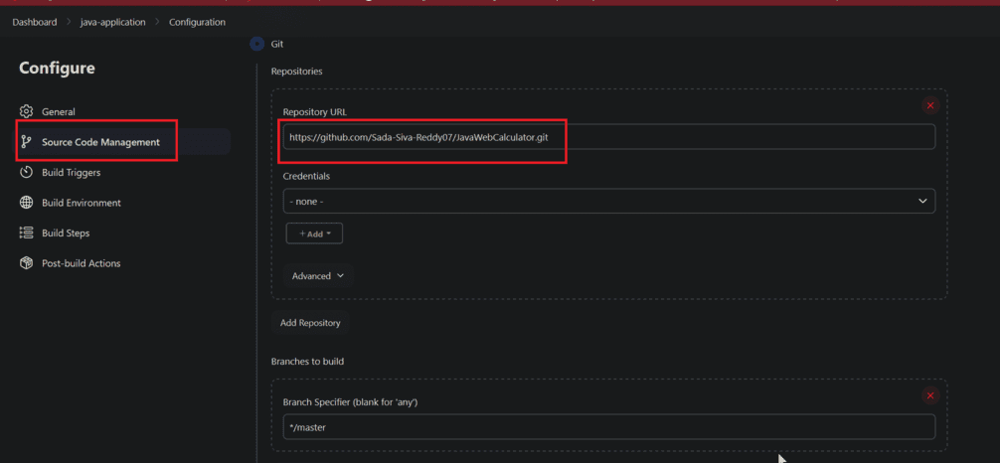 Dashboard > java-application > Configuration
Configure
General
Source Code Management
Build Triggers
Build Environment
Build Steps
Post-build Actions
Git
Repositories
Repository URL
https://github.com/Sada-Siva-Reddy07/JavaWebCalculator.git
Credentials
- none -
+ Add
Advanced
Add Repository
Branches to build
Branch Specifier (blank for 'any')
*/master